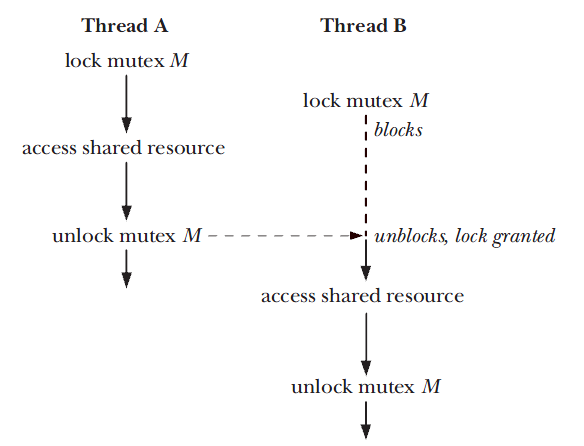 Thread A
Thread B
lock mutex M
lock mutex M
blocks
access shared resource
unlock mutex M
unblocks, lock granted
access shared resource
unlock mutex M